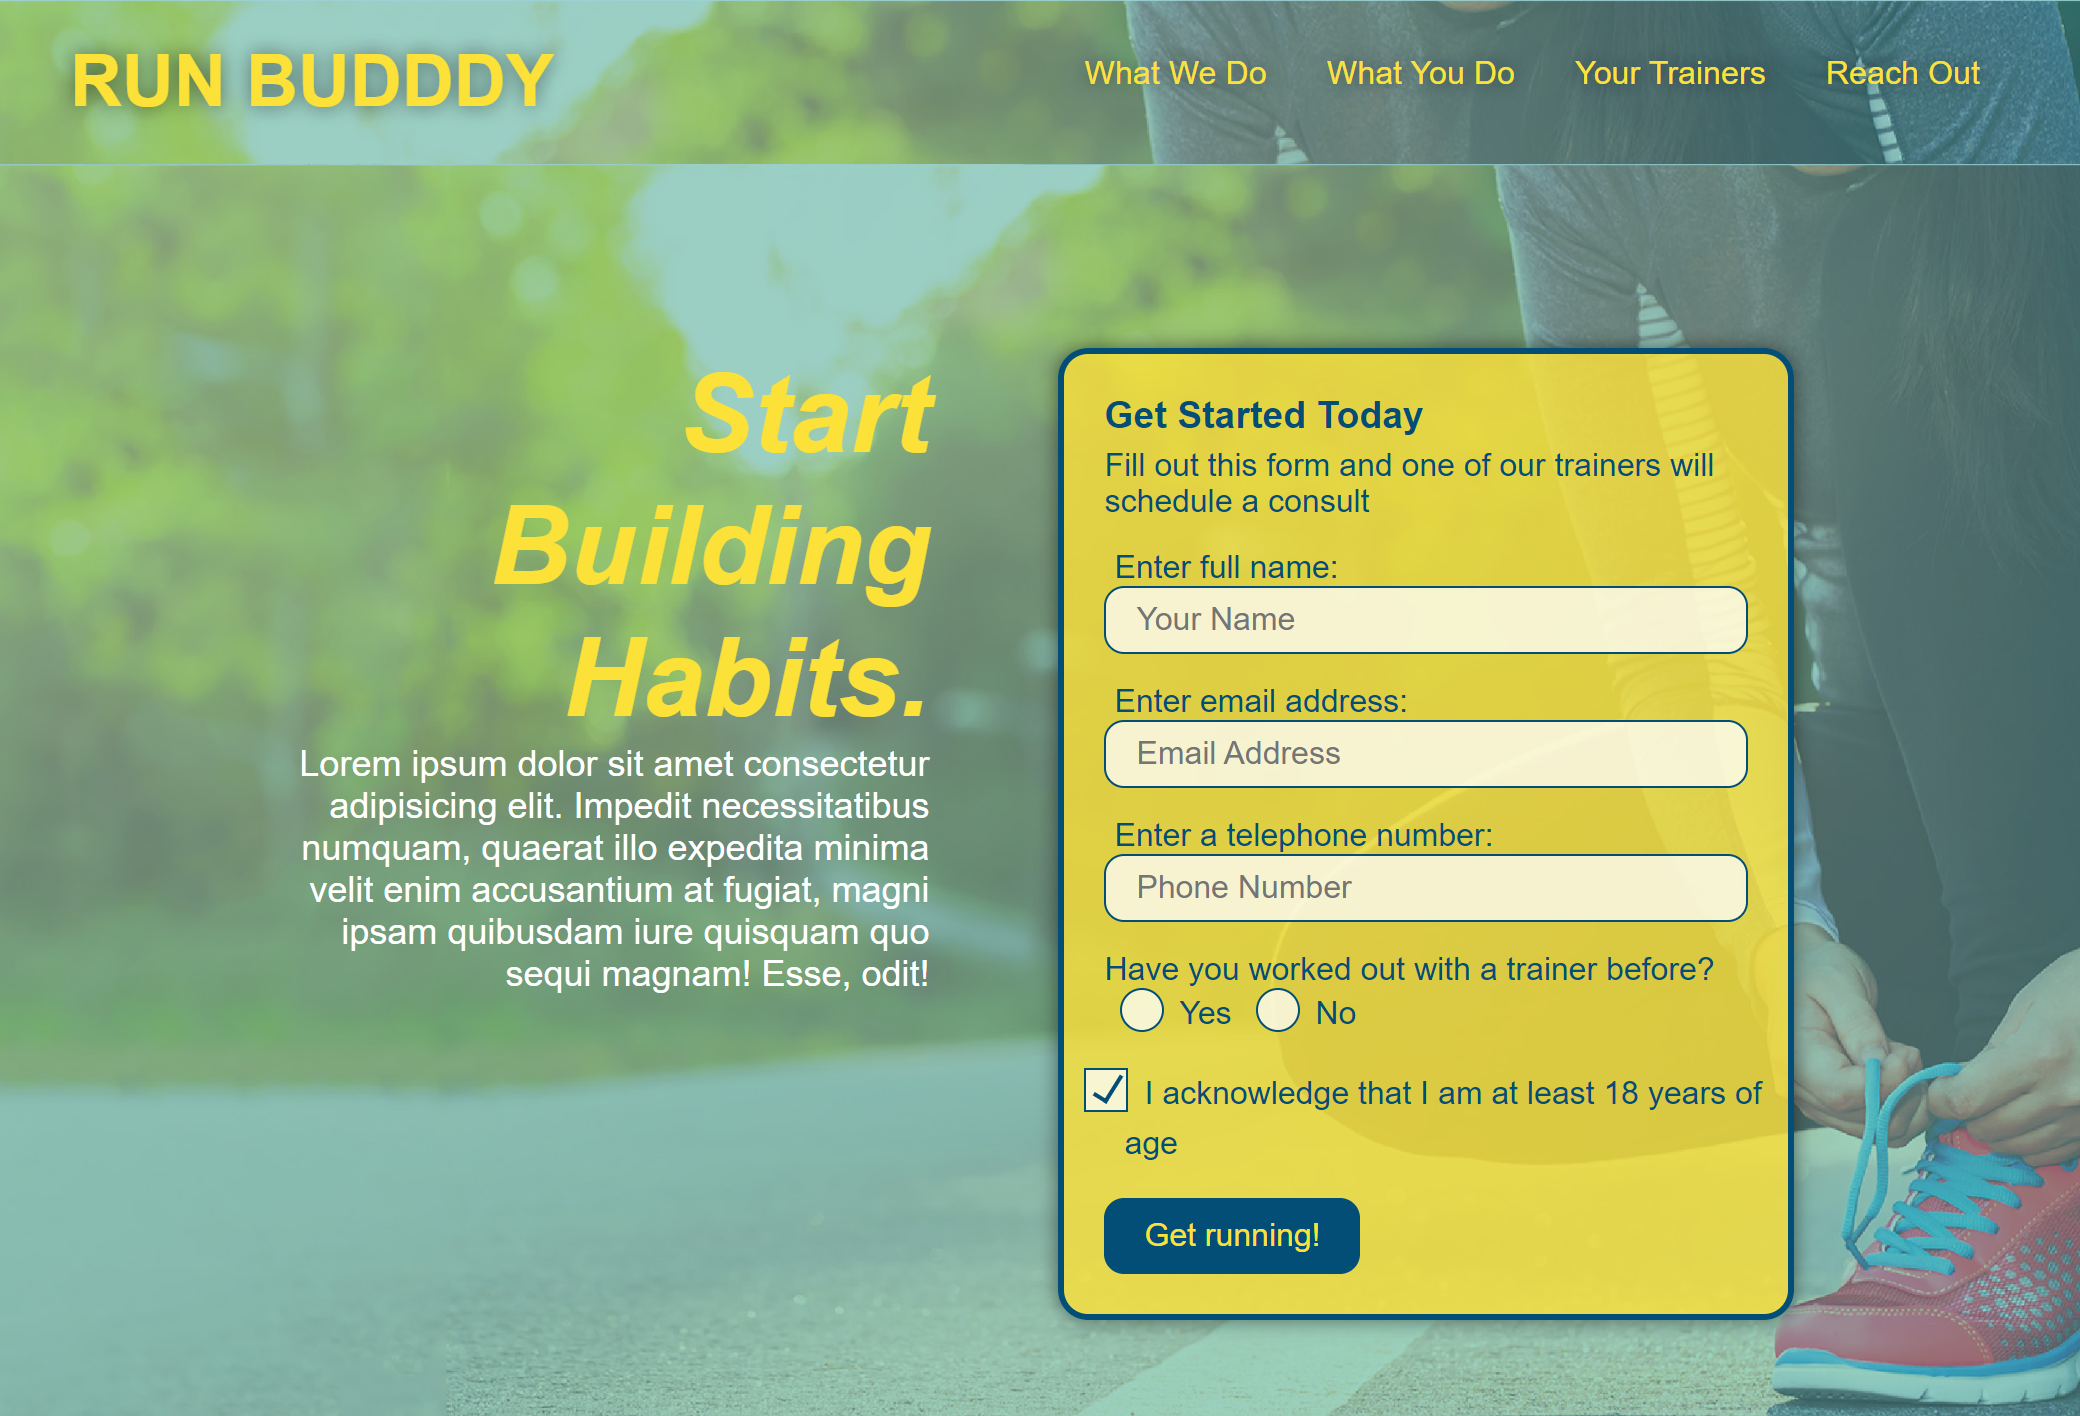 RUN BUDDDY
What We Do What You Do Your Trainers Reach Out
Start
Building
Habits.
Lorem ipsum dolor sit amet consectetur
adipisicing elit. Impedit necessitatibus
numquam, quaerat illo expedita minima
velit enim accusantium at fugiat, magni
ipsam quibusdam iure quisquam quo
sequi magnam! Esse, odit!
Get Started Today
Fill out this form and one of our trainers will
schedule a consult
Enter full name:
Your Name
Enter email address:
Email Address
Enter a telephone number:
Phone Number
Have you worked out with a trainer before?
Yes No
I acknowledge that I am at least 18 years of
age
Get running!